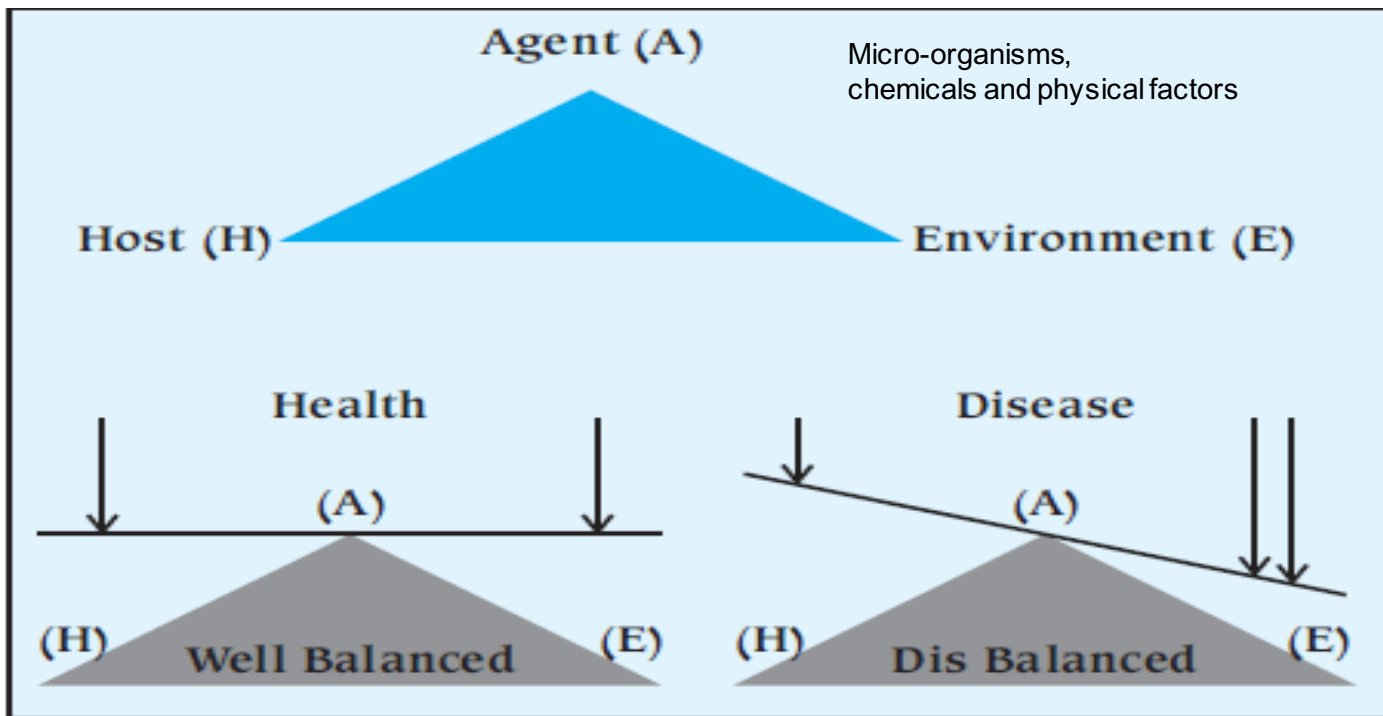 Agent (A)
Micro-organisms,
chemicals and physical factors
Host (H)
Environment (E)
Health
Disease
(A)
(A)
(H)
Well Balanced
(E)
(H)
Dis Balanced
(E)